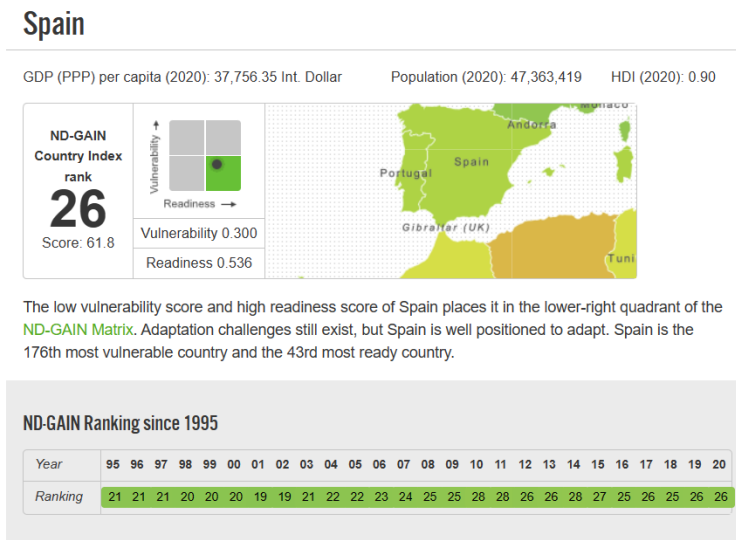 Spain
GDP (PPP) per capita (2020): 37,756.35 Int. Dollar Population (2020): 47,363,419 HDI (2020): 0.90
ND-GAIN
Country Index
rank
26
Score: 61.8
Vulnerability
Readiness
Vulnerability 0.300
Readiness 0.536
Monaco
Andorra
Spain
Portugal
Gibraltar (UK)
Tuni
The low vulnerability score and high readiness score of Spain places it in the lower-right quadrant of the
ND-GAIN Matrix. Adaptation challenges still exist, but Spain is well positioned to adapt. Spain is the
176th most vulnerable country and the 43rd most ready country.
ND-GAIN Ranking since 1995
Year 95 96 97 98 99 00 01 02 03 04 05 06 07 08 09 10 11 12 13 14 15 16 17 18 19 20
Ranking 21 21 21 20 20 20 19 19 21 22 22 23 24 25 25 28 28 26 26 28 27 25 26 25 26 26